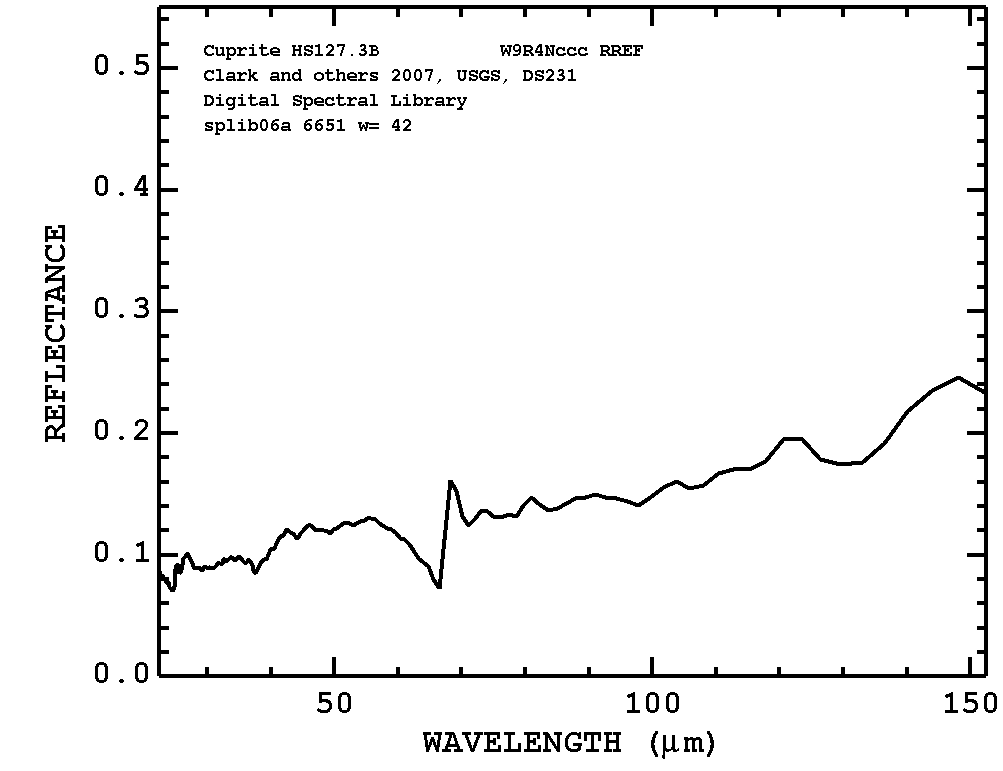 Cuprite HS127.3B W9R4Nccc RREF
Clark and others 2007, USGS, DS231
Digital Spectral Library
splib06a 6651 w= 42
0.5
0.4
0.3
0.2
0.1
0.0
REFLECTANCE
50 100 150
WAVELENGTH (µm)